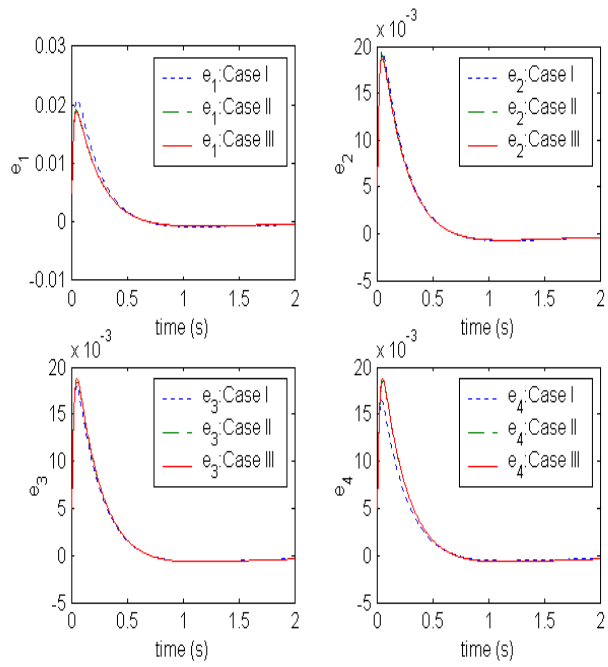 0.03
0.02
0.01
0
-0.01
e1
e1:Case I
e1:Case II
e1:Case III
0 0.5 1 1.5 2
time (s)
x 10-3
20
15
10
5
0
-5
e2
e2:Case I
e2:Case II
e2:Case III
0 0.5 1 1.5 2
time (s)
x 10-3
20
15
10
5
0
-5
e3
e3:Case I
e3:Case II
e3:Case III
0 0.5 1 1.5 2
time (s)
x 10-3
20
15
10
5
0
-5
e4
e4:Case I
e4:Case II
e4:Case III
0 0.5 1 1.5 2
time (s)